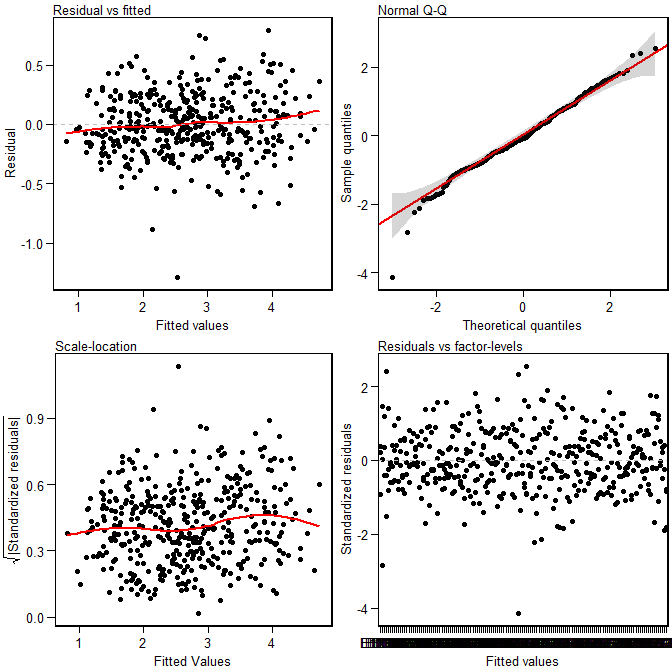 Residual vs fitted
0.5
0.0
-0.5
-1.0
Residual
1 2 3 4
Fitted values
Normal Q-Q
2
0
-2
-4
Sample quantiles
-2 0 2
Theoretical quantiles
Scale-location
0.9
0.6
0.3
0.0
√|Standardized residuals|
1 2 3 4
Fitted Values
Residuals vs factor-levels
2
0
-2
-4
Standardized residuals
Fitted values